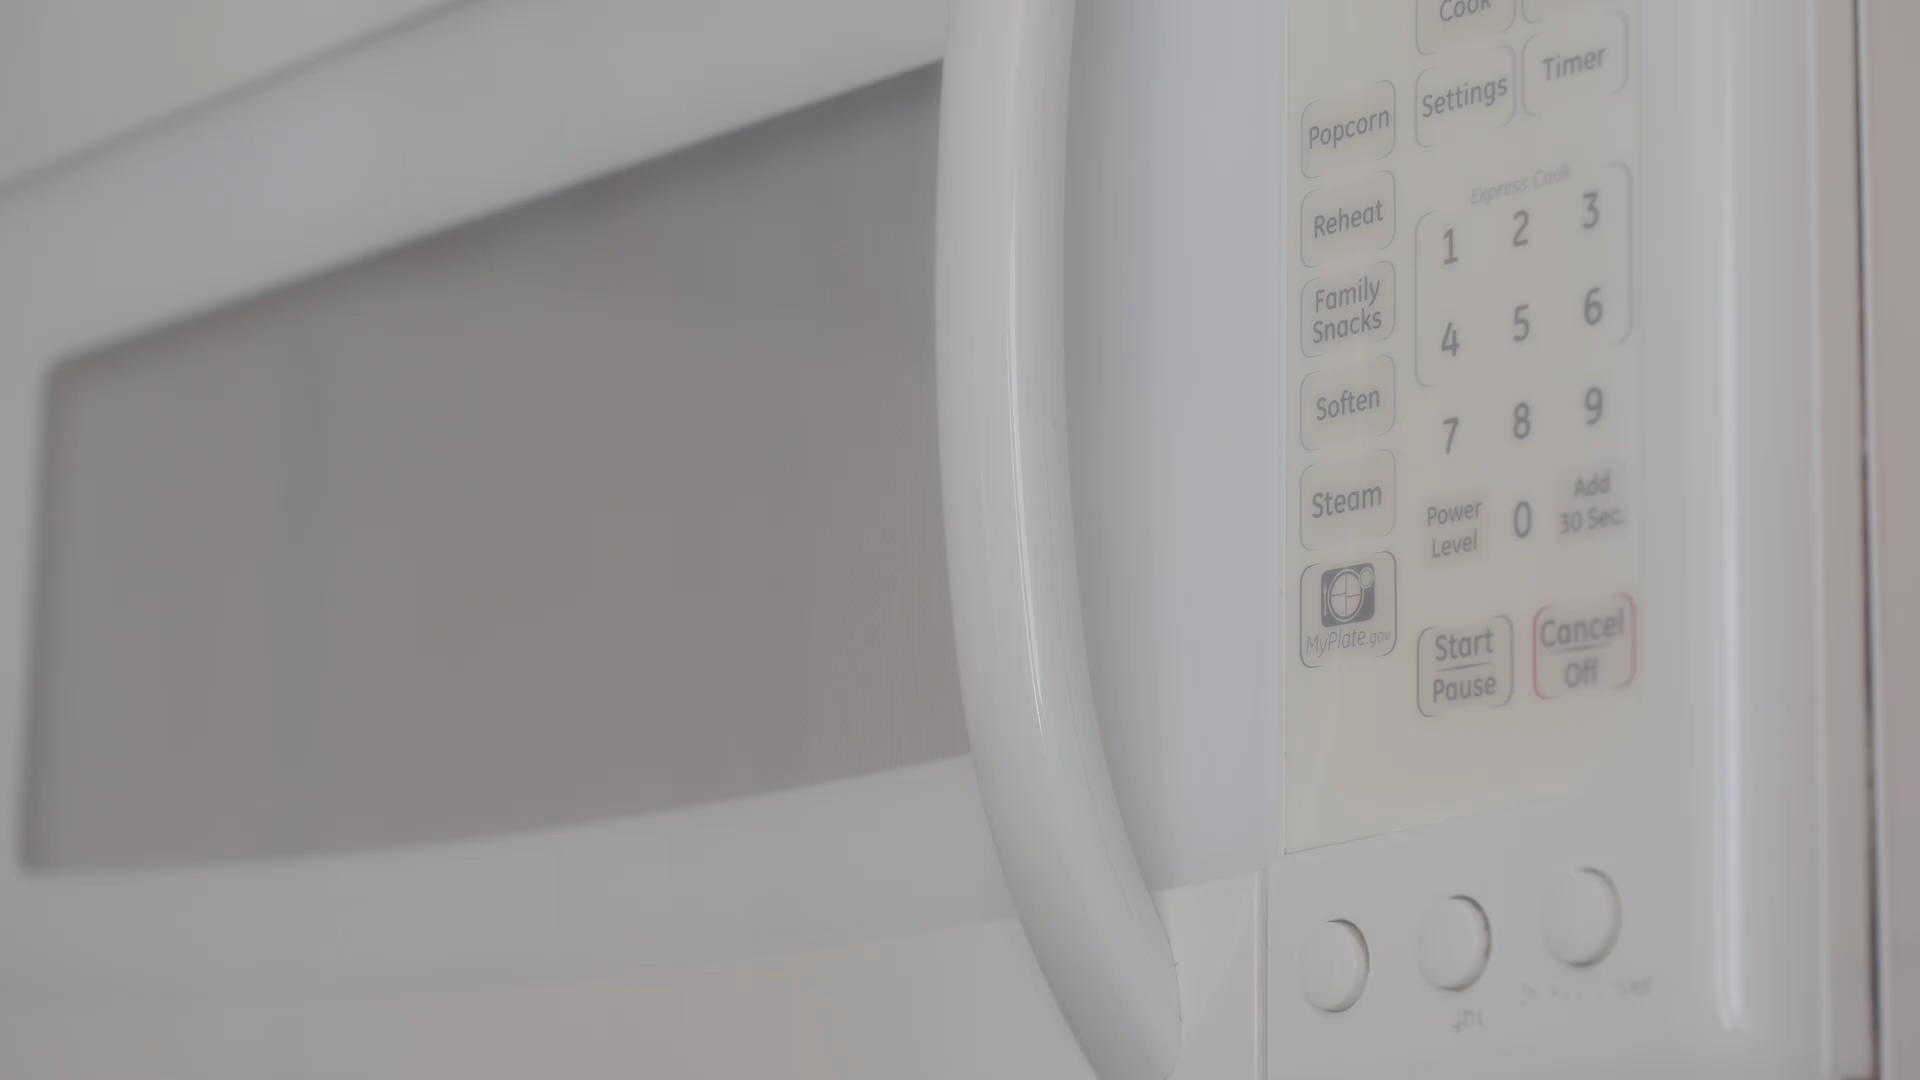 Cook
Settings
Timer
Popcorn
Reheat
Family
Snacks
Soften
Steam
MyPlate.gov
Express Cook
1 2 3
4 5 6
7 8 9
Power
Level
0
Add
30 Sec.
Start
Pause
Cancel
Off